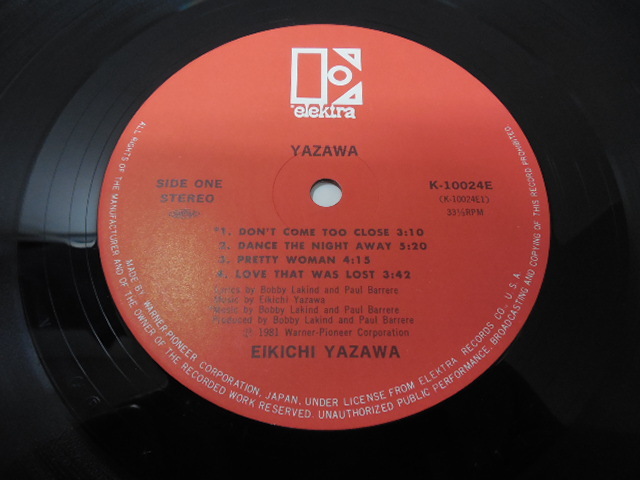 elektra
YAZAWA
SIDE ONE
STEREO
K-10024E
(K-10024E1)
33⅓RPM
*1. DON'T COME TOO CLOSE 3:10
2. DANCE THE NIGHT AWAY 5:20
3. PRETTY WOMAN 4:15
4. LOVE THAT WAS LOST 3:42
Lyrics by Bobby Lakind and Paul Barrere
Music by Eikichi Yazawa
Music by Bobby Lakind and Paul Barrere
Produced by Bobby Lakind and Paul Barrere
℗ 1981 Warner-Pioneer Corporation
EIKICHI YAZAWA
MADE BY WARNER-PIONEER CORPORATION, JAPAN, UNDER LICENSE FROM ELEKTRA RECORDS CO., U.S.A.
ALL RIGHTS OF THE MANUFACTURER AND OF THE OWNER OF THE RECORDED WORK RESERVED. UNAUTHORIZED PUBLIC PERFORMANCE, BROADCASTING AND COPYING OF THIS RECORD PROHIBITED.